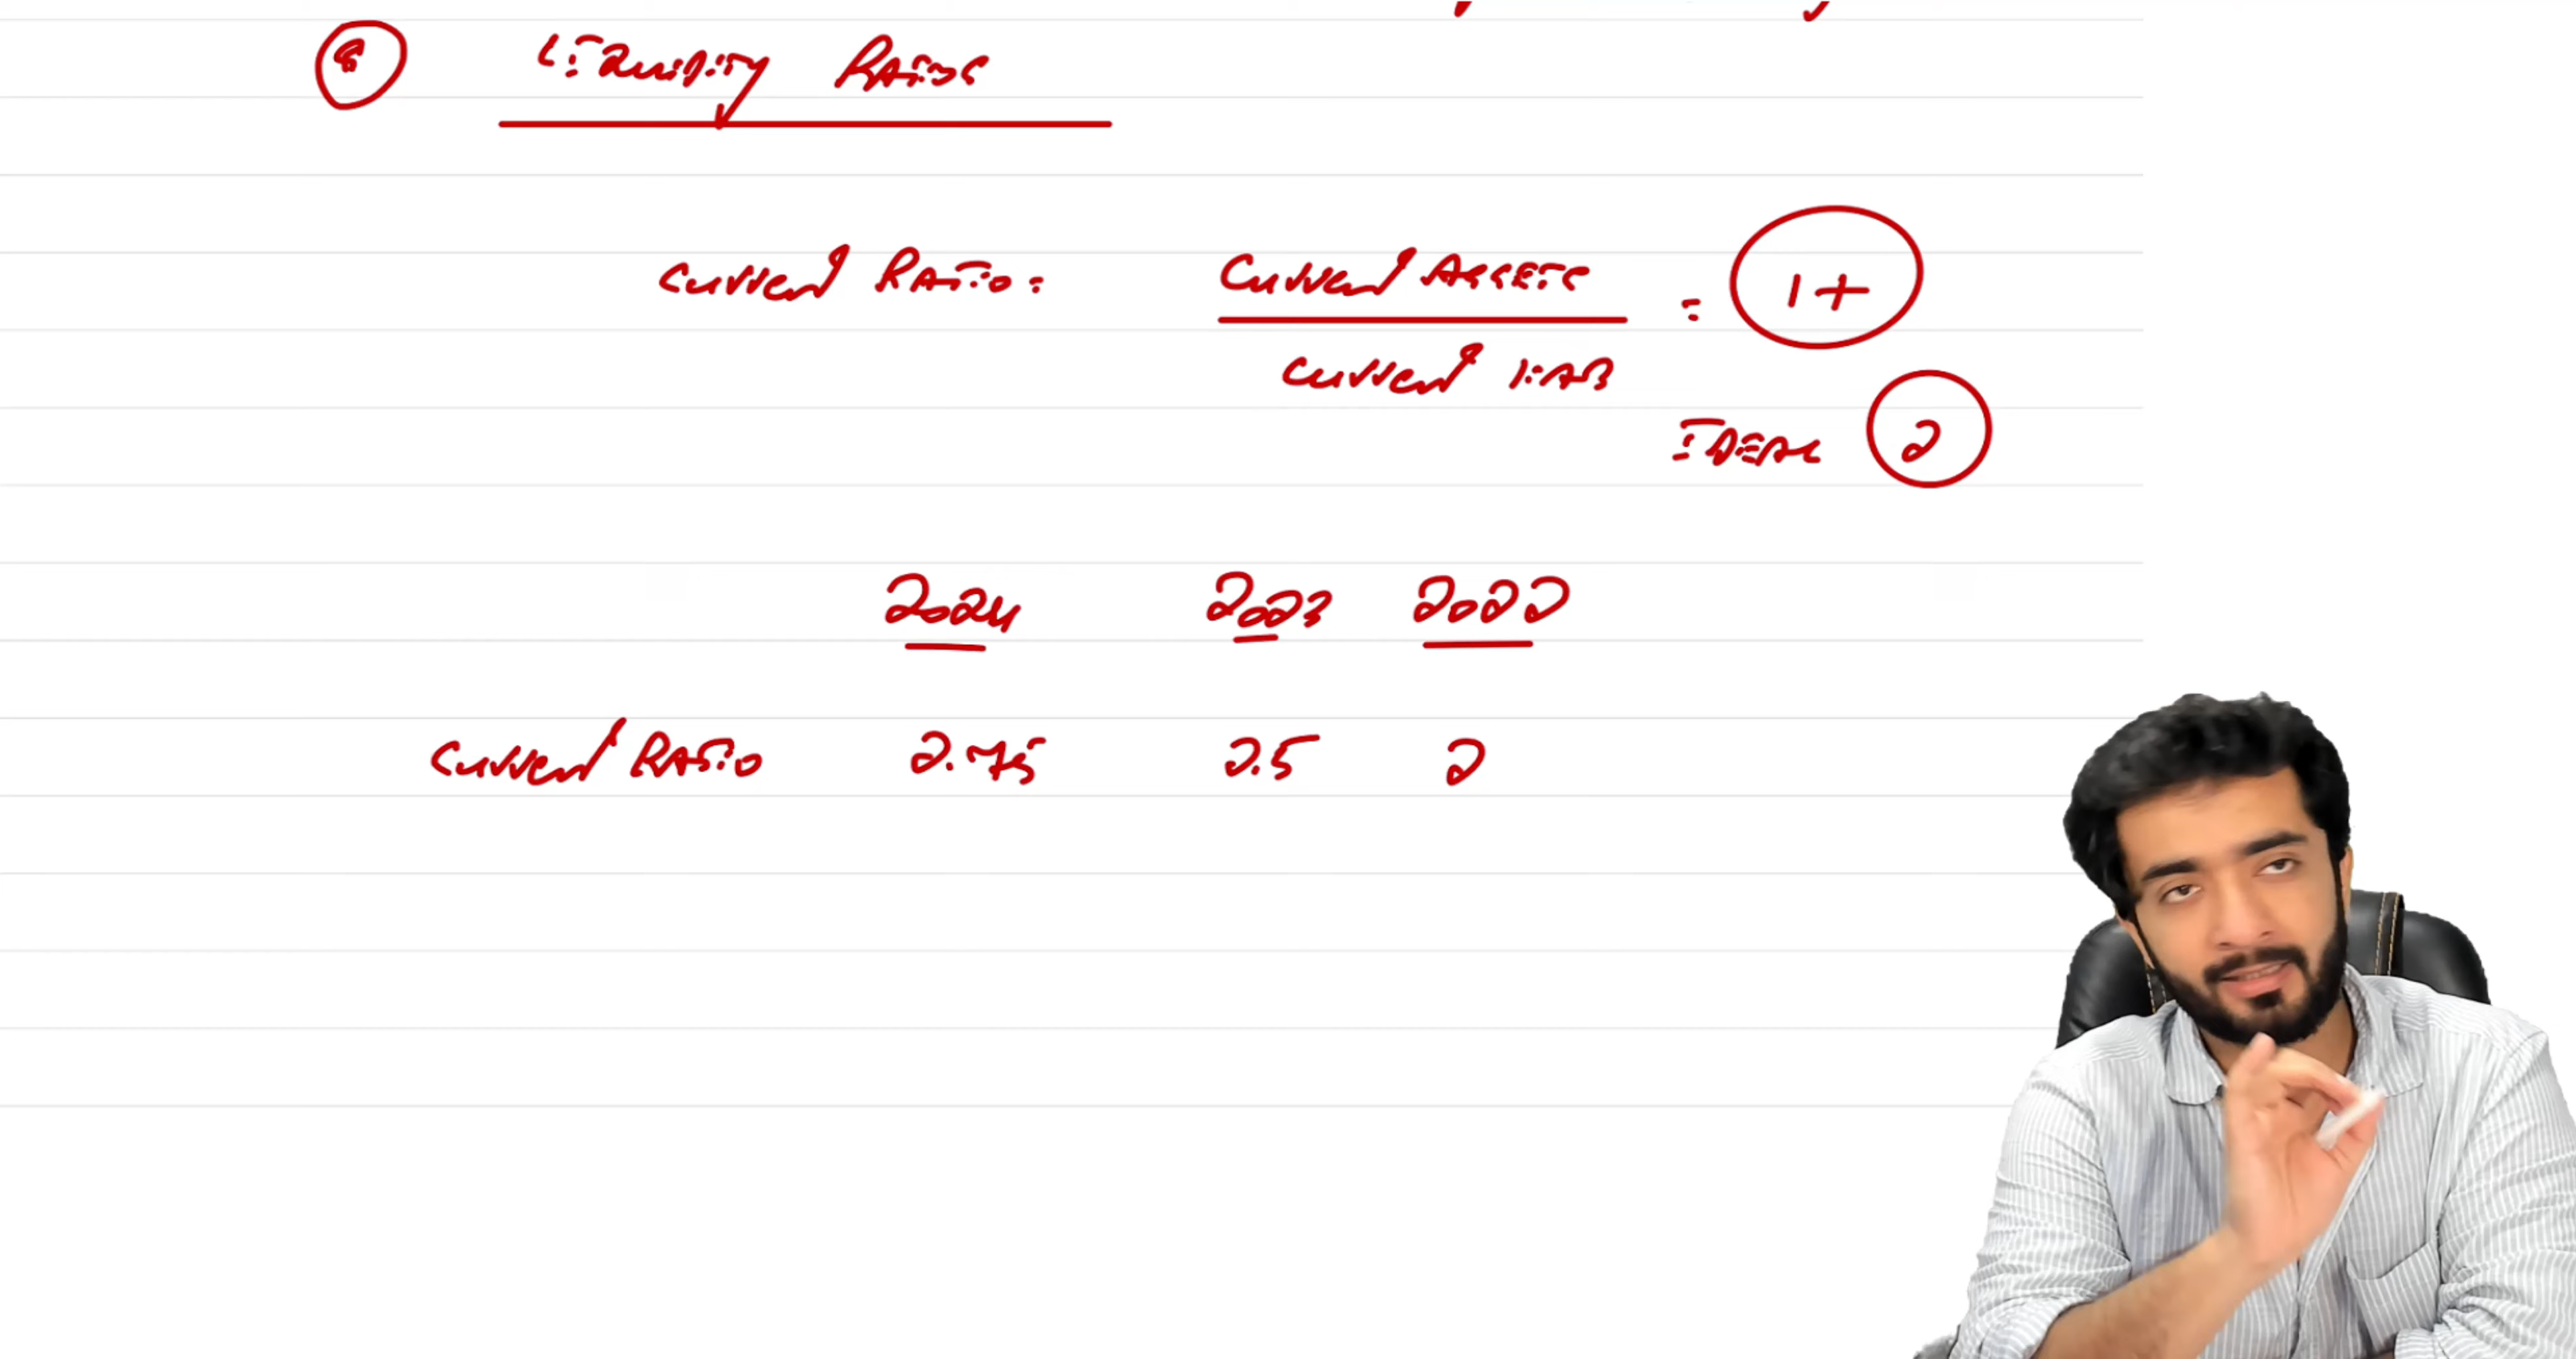 LIQUIDITY RATIOS
Current RATIO = Current ASSETS / Current LIAB = 1+
IDEAL 2
2024 2023 2022
Current RATIO 2.75 2.5 2